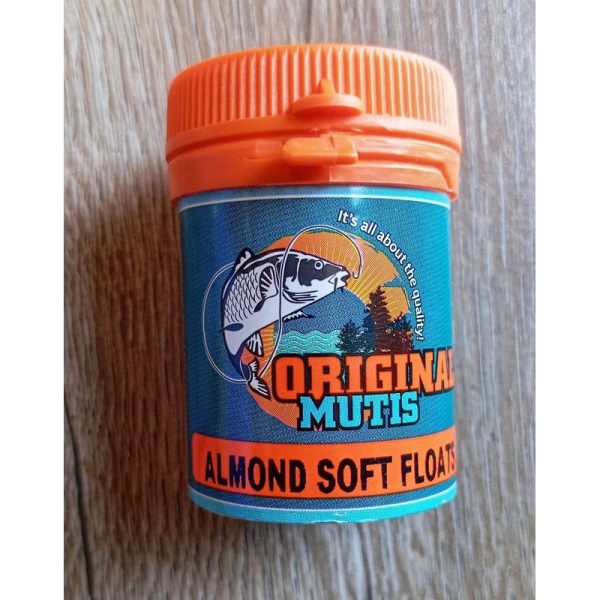 It's all about the quality!
ORIGINAL
MUTIS
ALMOND SOFT FLOATS